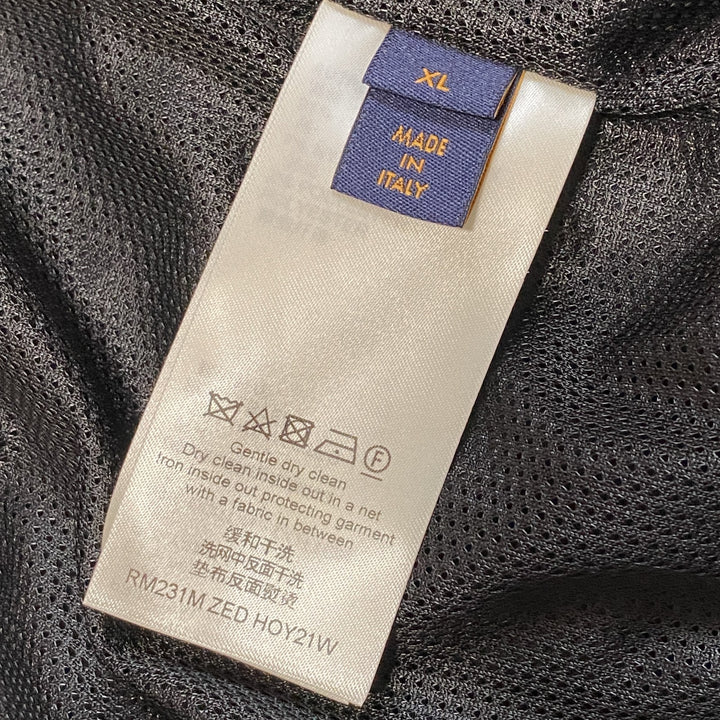 XL
MADE
IN
ITALY
F
Gentle dry clean
Dry clean inside out in a net
Iron inside out protecting garment
with a fabric in between
缓和干洗
洗网中反面干洗
垫布反面熨烫
RM231M ZED HOY21W